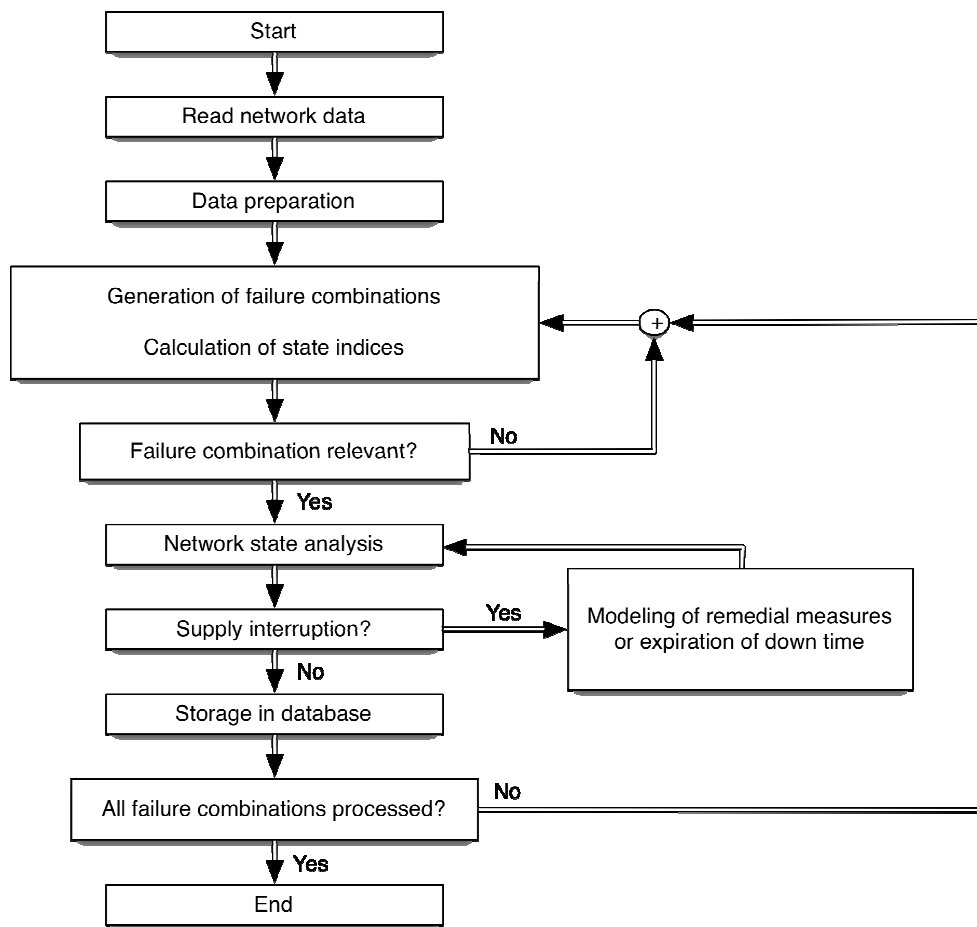 Start
Read network data
Data preparation
Generation of failure combinations
Calculation of state indices
+
Failure combination relevant?
No
Yes
Network state analysis
Supply interruption?
Yes
Modeling of remedial measures
or expiration of down time
No
Storage in database
All failure combinations processed?
No
Yes
End